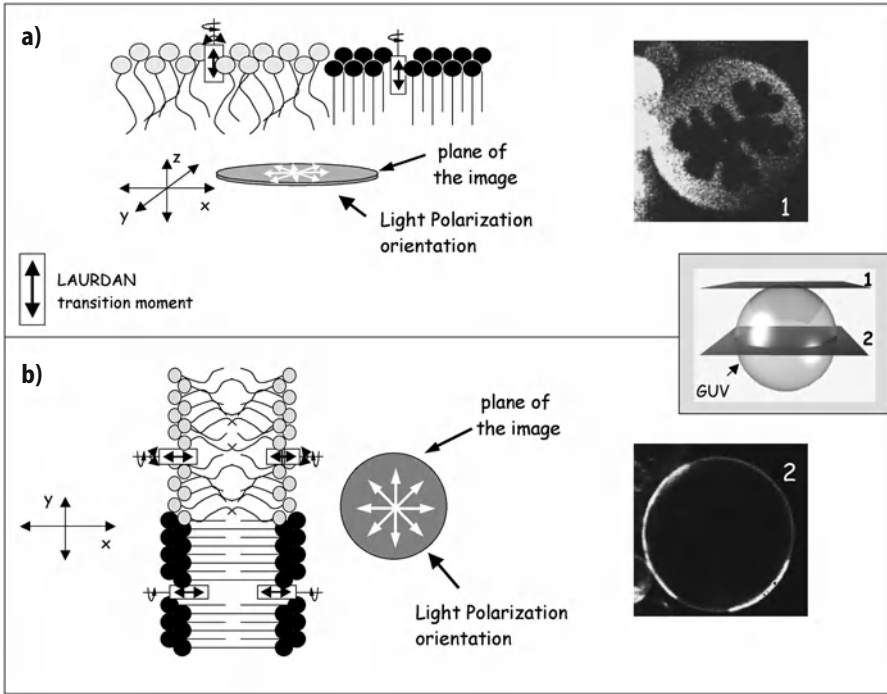 a)
z
y
x
plane of
the image
Light Polarization
orientation
LAURDAN
transition moment
1
1
2
GUV
b)
y
x
plane of
the image
Light Polarization
orientation
2